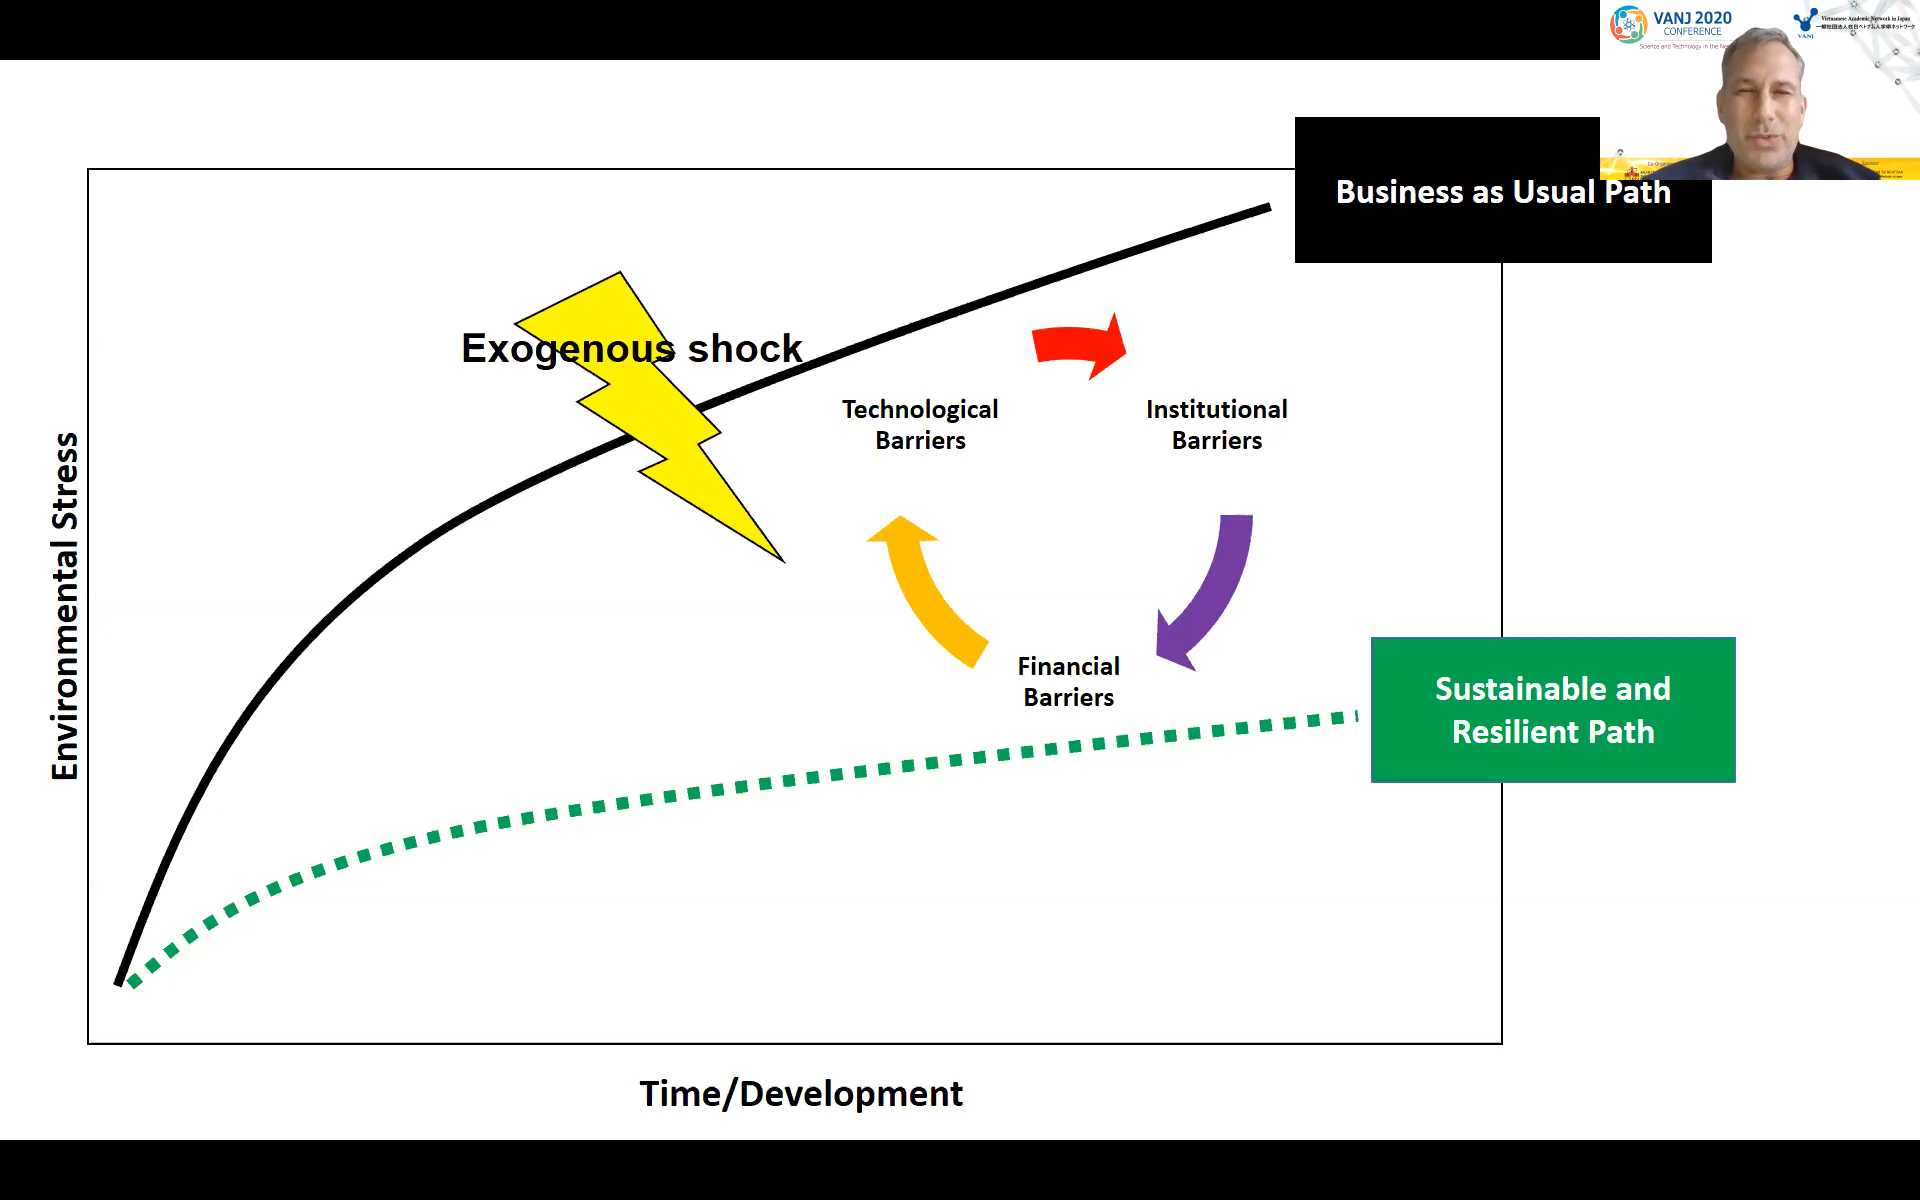 VANJ 2020
CONFERENCE
Science and Technology in the
Vietnamese Academic Network in Japan
一般社団法人在日ベトナム人学術ネットワーク
VANJ
Business as Usual Path
Exogenous shock
Technological
Barriers
Institutional
Barriers
Financial
Barriers
Environmental Stress
Sustainable and
Resilient Path
Time/Development